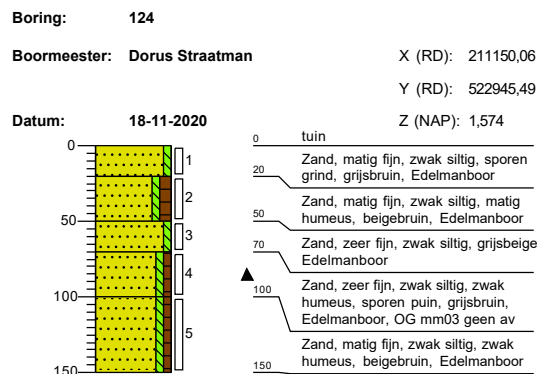 Boring: 124
Boormeester: Dorus Straatman X (RD): 211150,06
Y (RD): 522945,49
Datum: 18-11-2020 Z (NAP): 1,574
0 0 tuin
1 Zand, matig fijn, zwak siltig, sporen
20 grind, grijsbruin, Edelmanboor
2 Zand, matig fijn, zwak siltig, matig
50 50 humeus, beigebruin, Edelmanboor
3 Zand, zeer fijn, zwak siltig, grijsbeige
70 Edelmanboor
4 Zand, zeer fijn, zwak siltig, zwak
100 100 humeus, sporen puin, grijsbruin,
Edelmanboor, OG mm03 geen av
5 Zand, matig fijn, zwak siltig, zwak
150 150 humeus, beigebruin, Edelmanboor